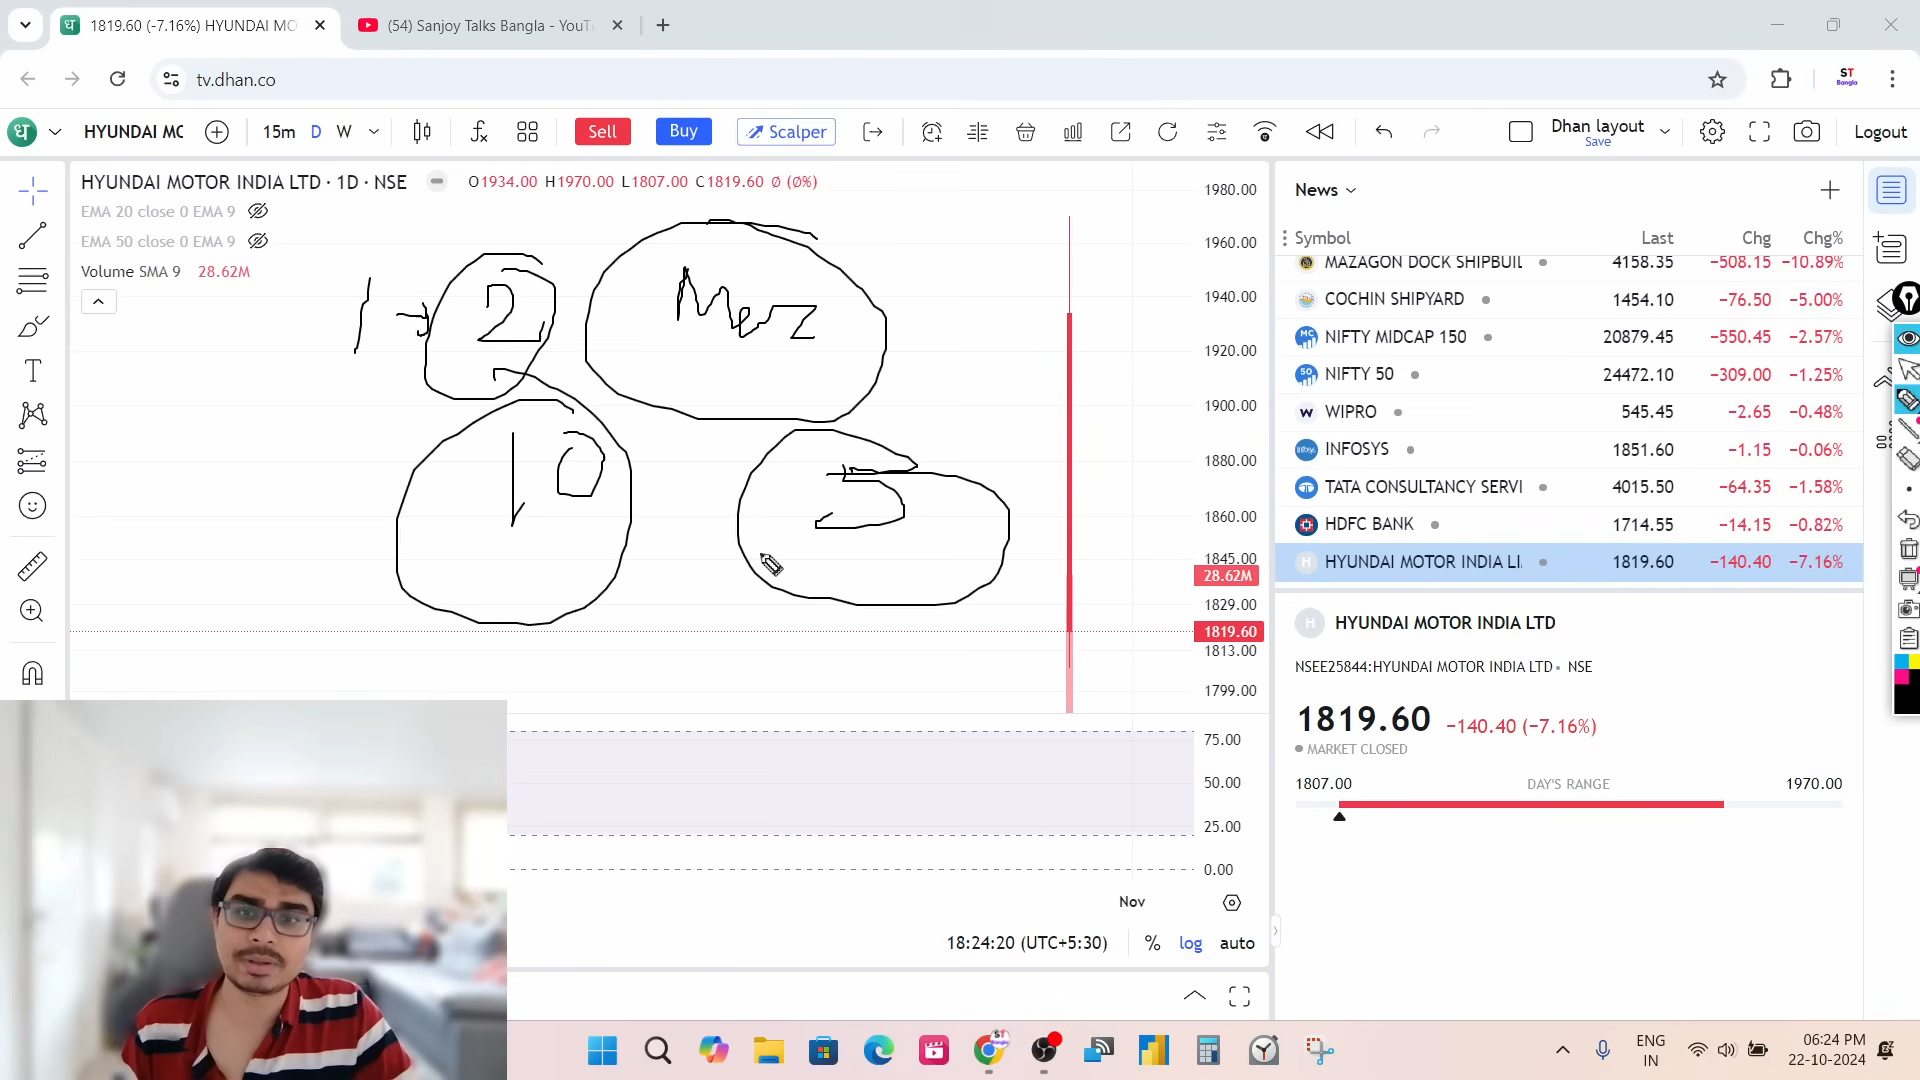 1819.60 (-7.16%) HYUNDAI MO
(54) Sanjoy Talks Bangla - YouT
tv.dhan.co
ST
Bangla
ध
HYUNDAI MC
15m
D
W
Sell
Buy
Scalper
Dhan layout
Save
Logout
HYUNDAI MOTOR INDIA LTD · 1D · NSE
O1934.00 H1970.00 L1807.00 C1819.60 Ø (Ø%)
EMA 20 close 0 EMA 9
EMA 50 close 0 EMA 9
Volume SMA 9 28.62M
1 → 2
Merz
10
5
1980.00
1960.00
1940.00
1920.00
1900.00
1880.00
1860.00
1845.00
28.62M
1829.00
1819.60
1813.00
1799.00
75.00
50.00
25.00
0.00
Nov
18:24:20 (UTC+5:30)
%
log
auto
News
Symbol Last Chg Chg%
MAZAGON DOCK SHIPBUIL 4158.35 −508.15 −10.89%
COCHIN SHIPYARD 1454.10 −76.50 −5.00%
NIFTY MIDCAP 150 20879.45 −550.45 −2.57%
NIFTY 50 24472.10 −309.00 −1.25%
WIPRO 545.45 −2.65 −0.48%
INFOSYS 1851.60 −1.15 −0.06%
TATA CONSULTANCY SERVI 4015.50 −64.35 −1.58%
HDFC BANK 1714.55 −14.15 −0.82%
HYUNDAI MOTOR INDIA LI 1819.60 −140.40 −7.16%
H HYUNDAI MOTOR INDIA LTD
NSEE25844:HYUNDAI MOTOR INDIA LTD • NSE
1819.60 −140.40 (−7.16%)
MARKET CLOSED
1807.00 DAY'S RANGE 1970.00
ENG
IN
06:24 PM
22-10-2024